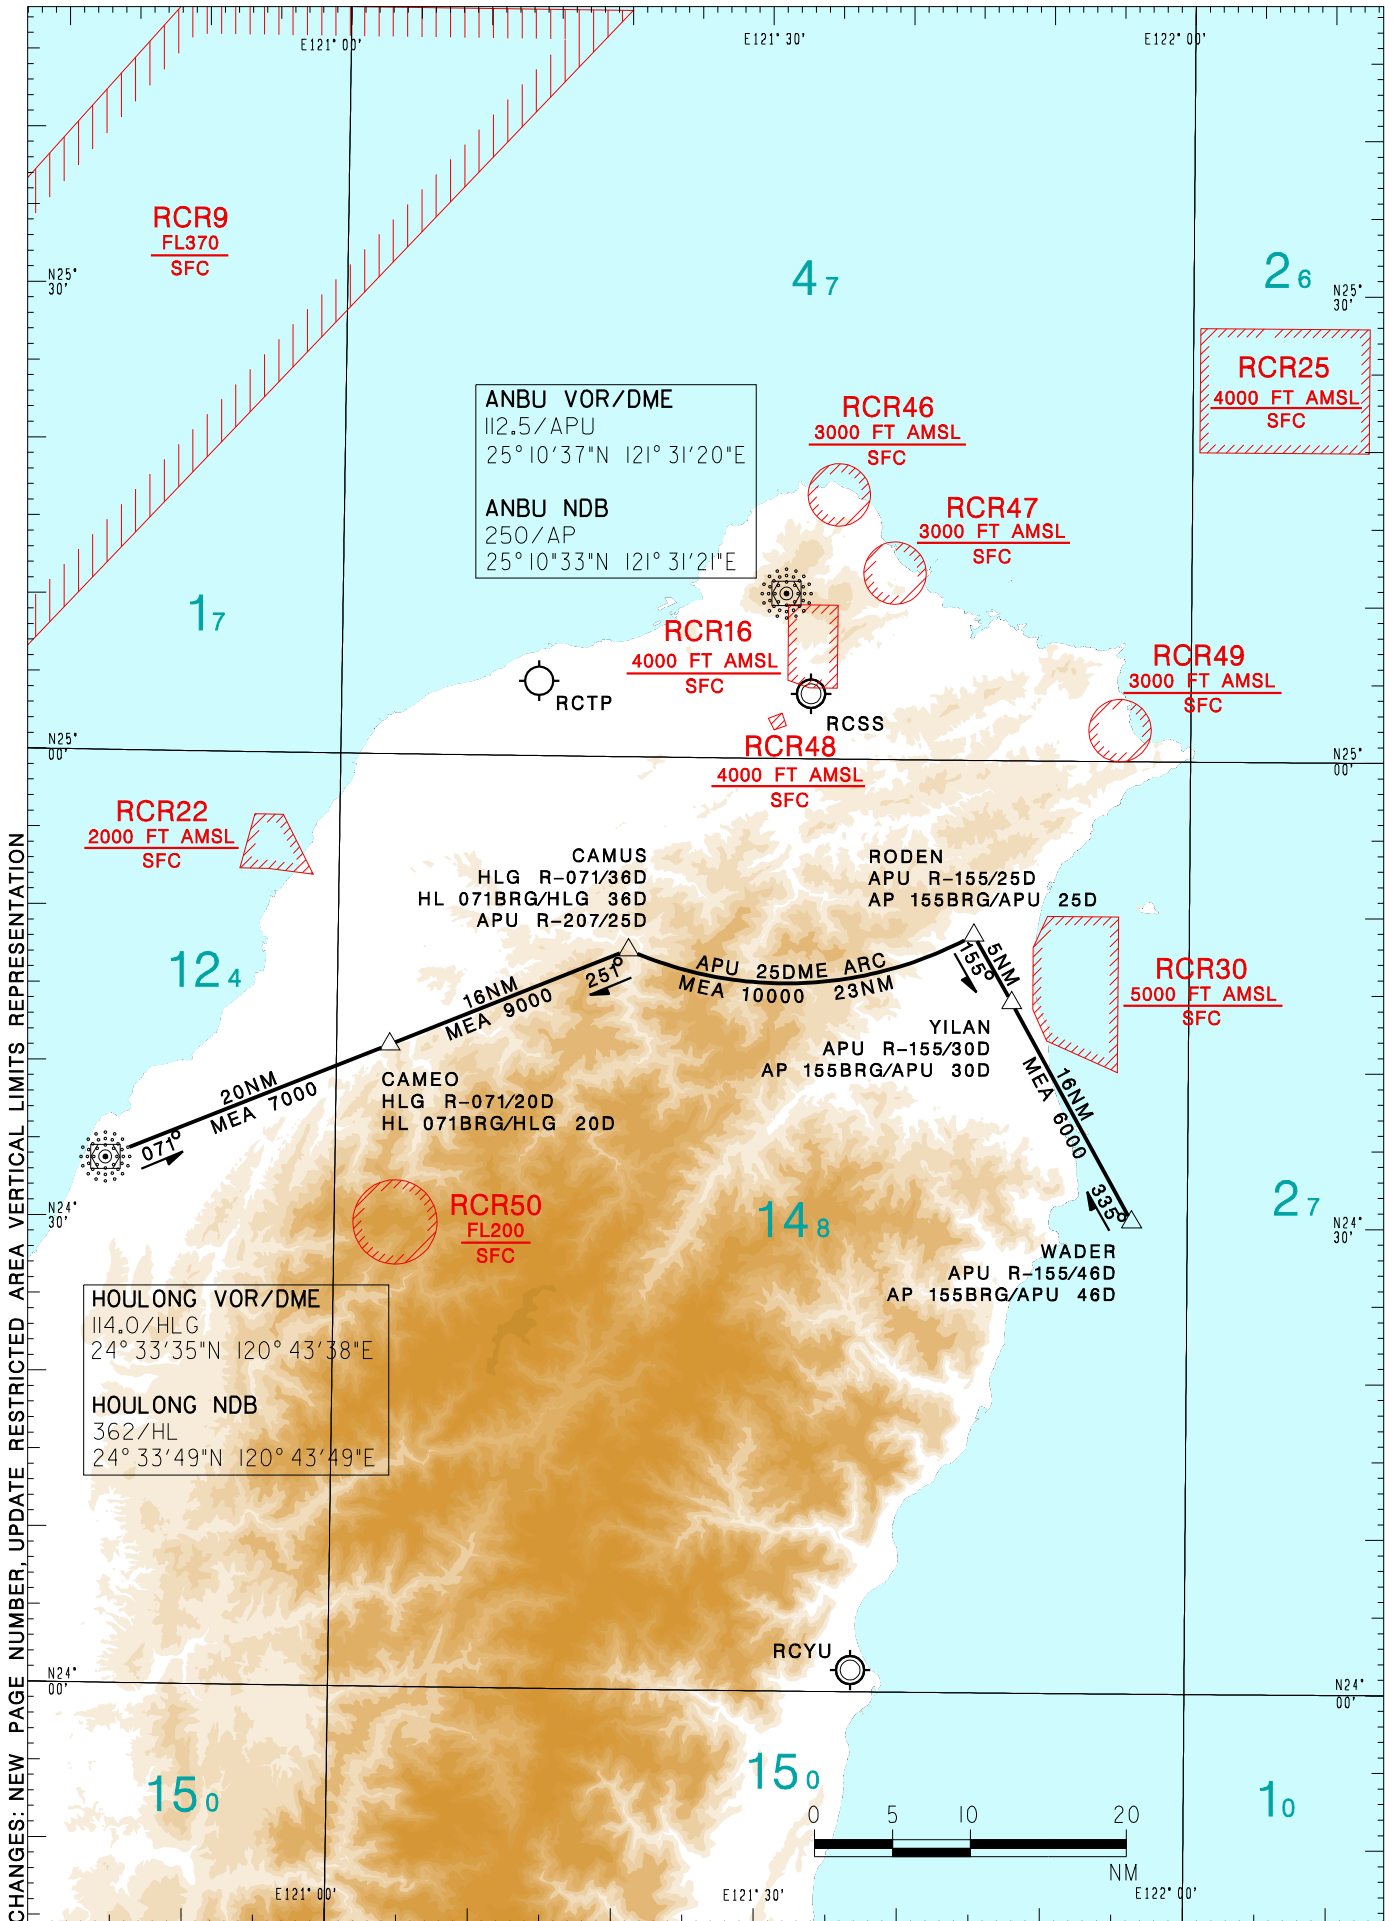 E121° 00'
E121° 30'
E122° 00'
RCR9
FL370
SFC
N25°
30'
4 7
2 6
N25°
30'
RCR25
4000 FT AMSL
SFC
ANBU VOR/DME
112.5/APU
25°10'37"N 121°31'20"E
ANBU NDB
250/AP
25°10'33"N 121°31'21"E
RCR46
3000 FT AMSL
SFC
RCR47
3000 FT AMSL
SFC
1 7
RCR16
4000 FT AMSL
SFC
RCTP
RCSS
RCR49
3000 FT AMSL
SFC
N25°
00'
RCR48
4000 FT AMSL
SFC
N25°
00'
RCR22
2000 FT AMSL
SFC
CAMUS
HLG R-071/36D
HL 071BRG/HLG 36D
APU R-207/25D
RODEN
APU R-155/25D
AP 155BRG/APU 25D
12 4
16NM
MEA 9000
251°
APU 25DME ARC
MEA 10000 23NM
155°
5NM
RCR30
5000 FT AMSL
SFC
YILAN
APU R-155/30D
AP 155BRG/APU 30D
20NM
MEA 7000
071°
CAMEO
HLG R-071/20D
HL 071BRG/HLG 20D
16NM
MEA 6000
335°
N24°
30'
RCR50
FL200
SFC
14 8
2 7
N24°
30'
WADER
APU R-155/46D
AP 155BRG/APU 46D
HOULONG VOR/DME
114.0/HLG
24°33'35"N 120°43'38"E
HOULONG NDB
362/HL
24°33'49"N 120°43'49"E
RCYU
N24°
00'
N24°
00'
15 0
15 0
1 0
0 5 10 20
NM
E121° 00'
E121° 30'
E122° 00'
CHANGES: NEW PAGE NUMBER, UPDATE RESTRICTED AREA VERTICAL LIMITS REPRESENTATION